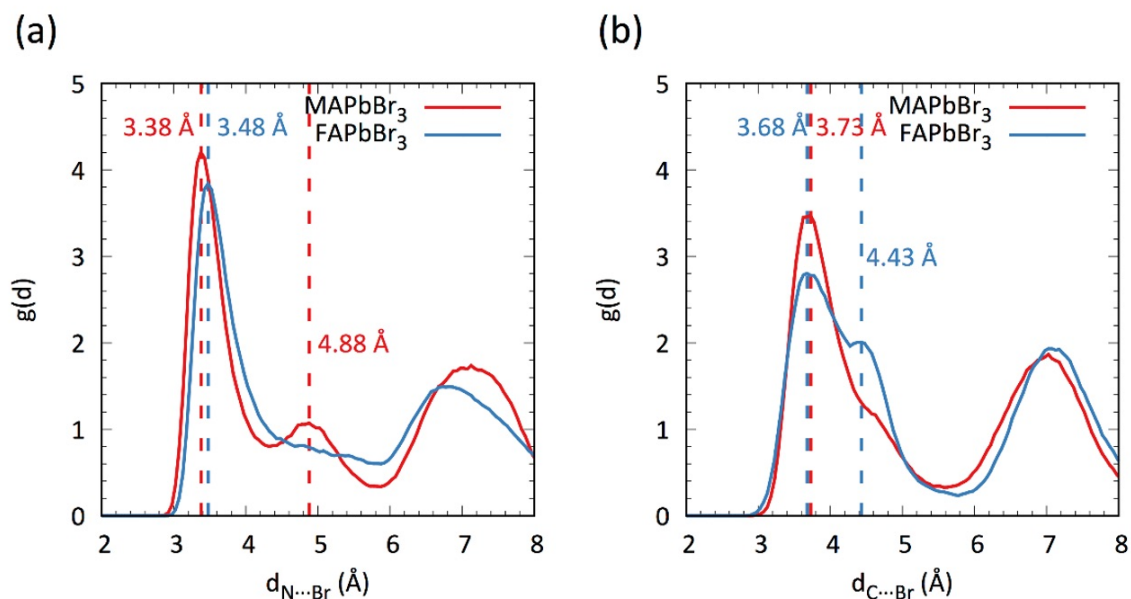 (a)
5
4
3
2
1
0
g(d)
MAPbBr3
FAPbBr3
3.38 Å
3.48 Å
4.88 Å
2 3 4 5 6 7 8
dN···Br (Å)
(b)
5
4
3
2
1
0
g(d)
MAPbBr3
FAPbBr3
3.68 Å
3.73 Å
4.43 Å
2 3 4 5 6 7 8
dC···Br (Å)